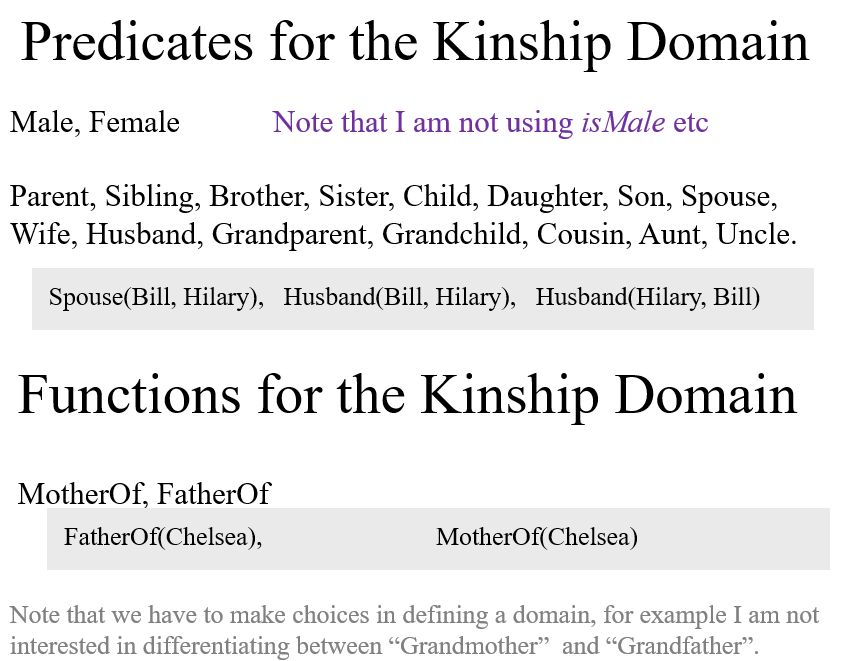 Predicates for the Kinship Domain
Male, Female Note that I am not using isMale etc
Parent, Sibling, Brother, Sister, Child, Daughter, Son, Spouse,
Wife, Husband, Grandparent, Grandchild, Cousin, Aunt, Uncle.
Spouse(Bill, Hilary), Husband(Bill, Hilary), Husband(Hilary, Bill)
Functions for the Kinship Domain
MotherOf, FatherOf
FatherOf(Chelsea), MotherOf(Chelsea)
Note that we have to make choices in defining a domain, for example I am not
interested in differentiating between “Grandmother” and “Grandfather”.